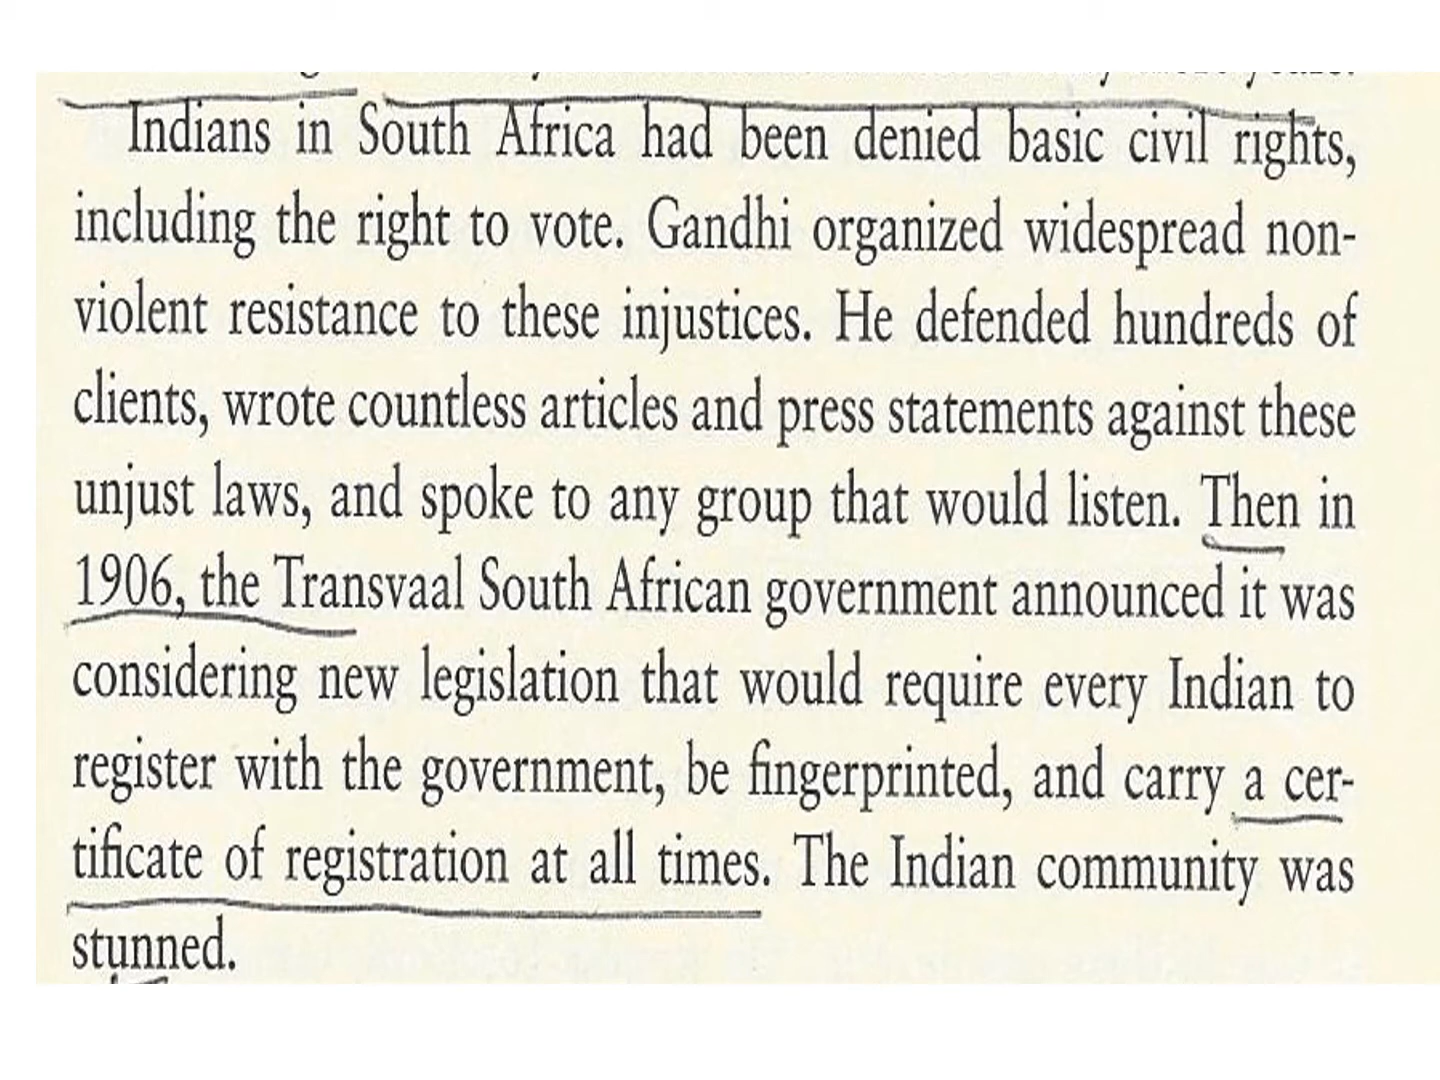 Indians in South Africa had been denied basic civil rights,
including the right to vote. Gandhi organized widespread non-
violent resistance to these injustices. He defended hundreds of
clients, wrote countless articles and press statements against these
unjust laws, and spoke to any group that would listen. Then in
1906, the Transvaal South African government announced it was
considering new legislation that would require every Indian to
register with the government, be fingerprinted, and carry a cer-
tificate of registration at all times. The Indian community was
stunned.